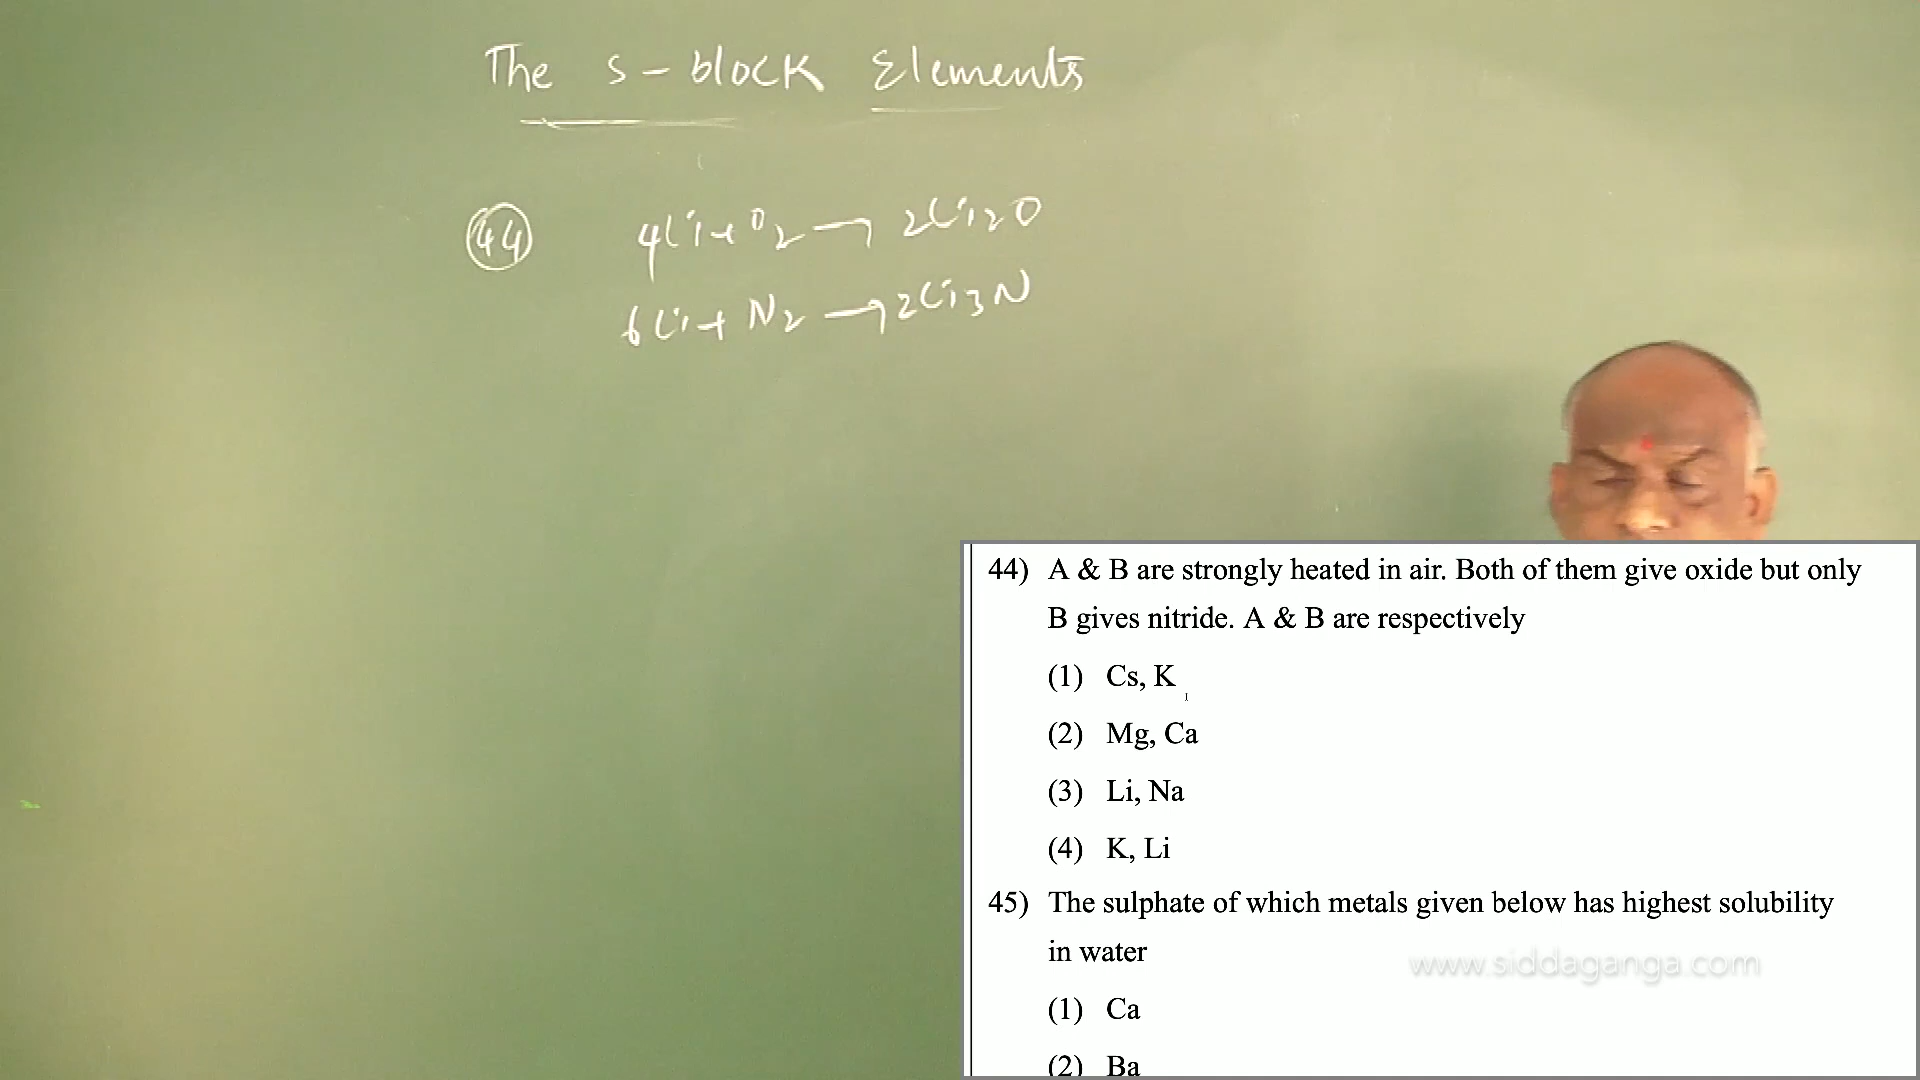 The s-block Elements
44 4Li + O2 → 2Li2O
6Li + N2 → 2Li3N
44) A & B are strongly heated in air. Both of them give oxide but only
B gives nitride. A & B are respectively
(1) Cs, K
(2) Mg, Ca
(3) Li, Na
(4) K, Li
45) The sulphate of which metals given below has highest solubility
in water
www.siddaganga.com
(1) Ca
(2) Ba